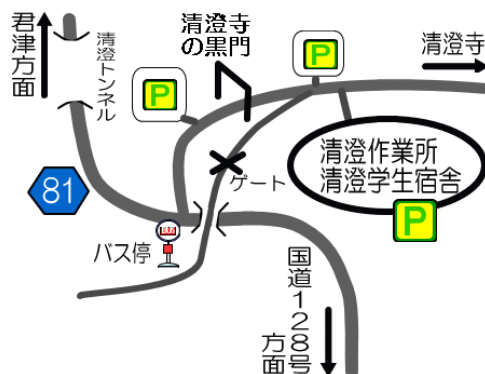 君津方面
清澄トンネル
清澄寺
の黒門
P
P
清澄寺
81
ゲート
清澄作業所
清澄学生宿舎
P
バス停
BUS
国道128号
方面